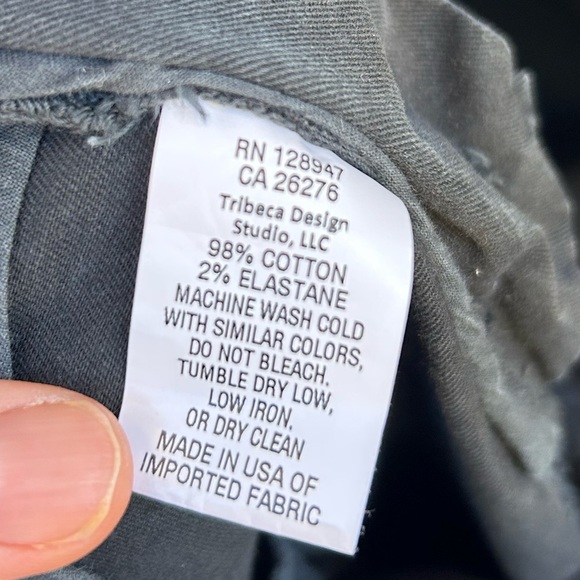 RN 128947
CA 26276
Tribeca Design
Studio, LLC
98% COTTON
2% ELASTANE
MACHINE WASH COLD
WITH SIMILAR COLORS,
DO NOT BLEACH.
TUMBLE DRY LOW,
LOW IRON,
OR DRY CLEAN
MADE IN USA OF
IMPORTED FABRIC